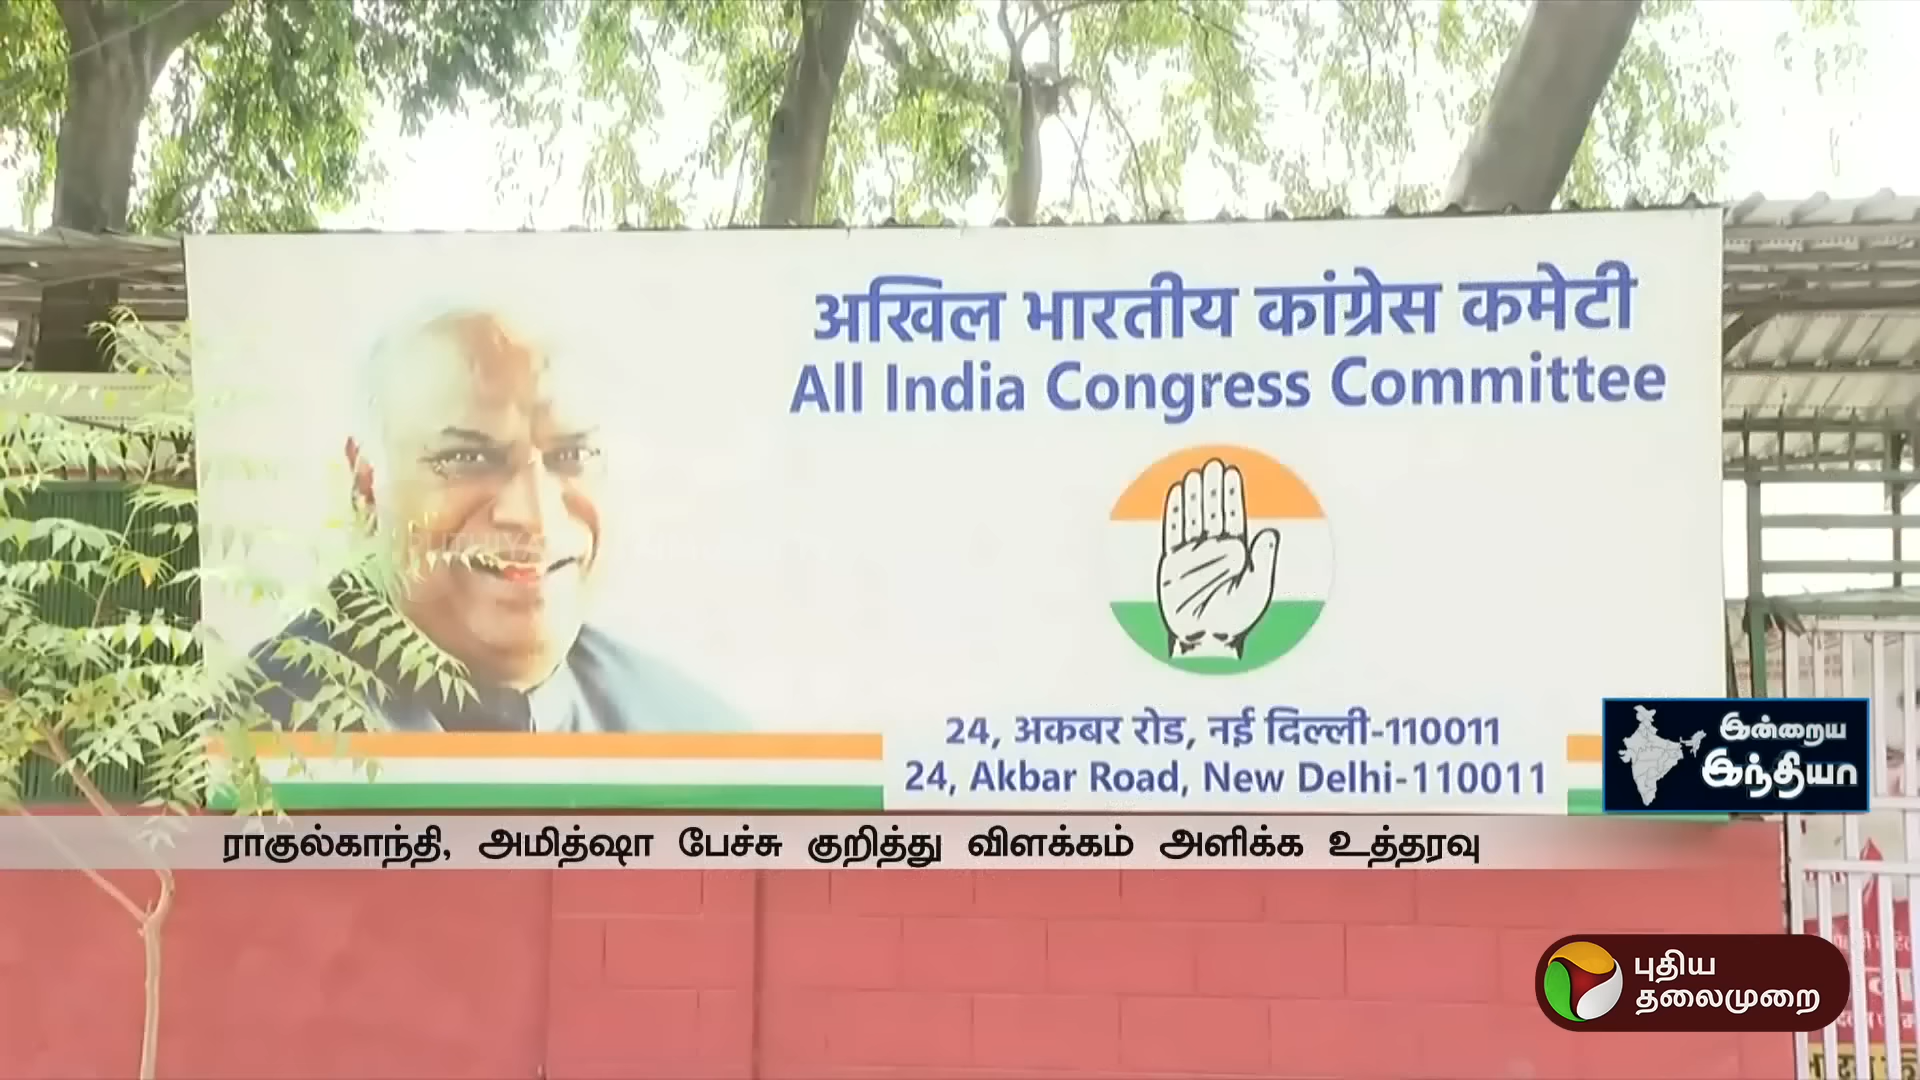 अखिल भारतीय कांग्रेस कमेटी
All India Congress Committee
24, अकबर रोड, नई दिल्ली-110011
24, Akbar Road, New Delhi-110011
இன்றைய
இந்தியா
ராகுல்காந்தி, அமித்ஷா பேச்சு குறித்து விளக்கம் அளிக்க உத்தரவு
புதிய
தலைமுறை